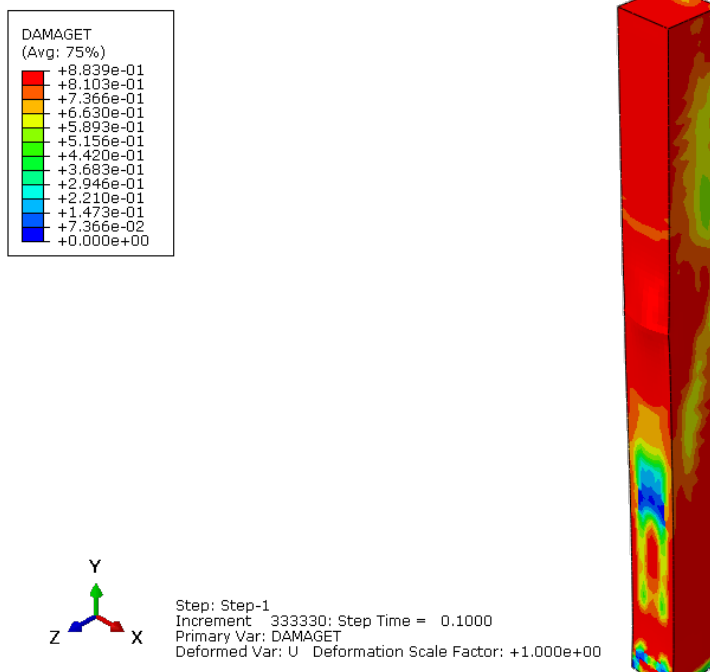 DAMAGET
(Avg: 75%)
+8.839e-01
+8.103e-01
+7.366e-01
+6.630e-01
+5.893e-01
+5.156e-01
+4.420e-01
+3.683e-01
+2.946e-01
+2.210e-01
+1.473e-01
+7.366e-02
+0.000e+00
Y
Z
X
Step: Step-1
Increment 333330: Step Time = 0.1000
Primary Var: DAMAGET
Deformed Var: U Deformation Scale Factor: +1.000e+00